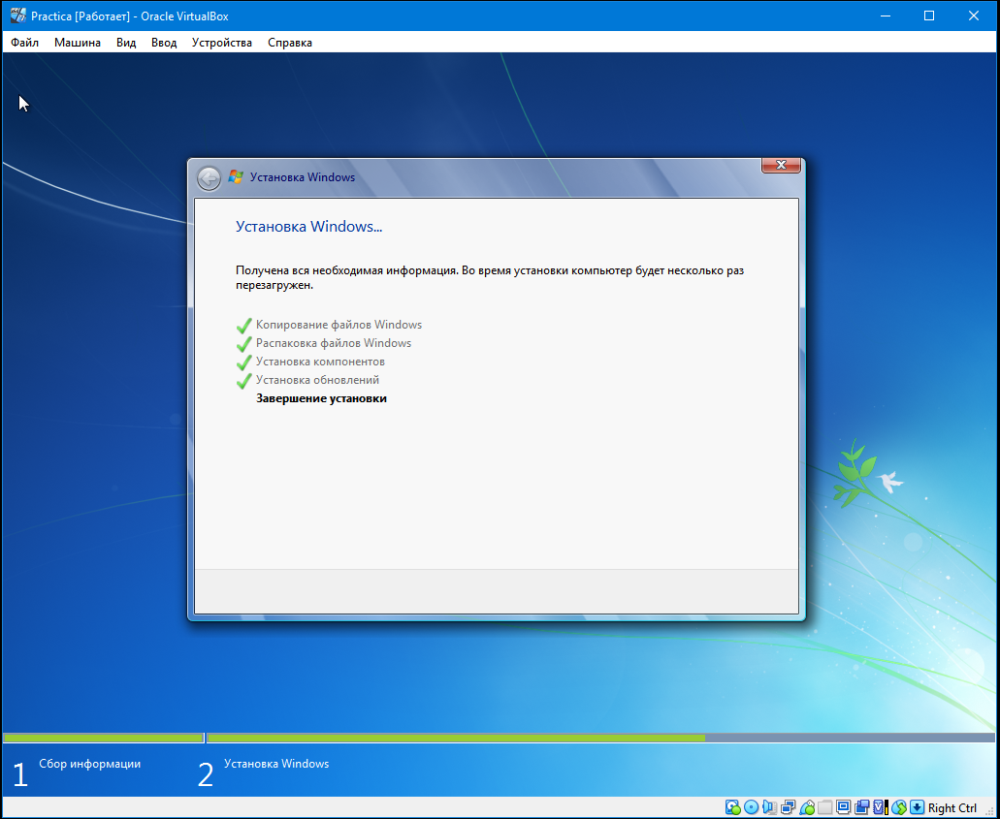 Practica [Работает] - Oracle VirtualBox
Файл Машина Вид Ввод Устройства Справка
Установка Windows
Установка Windows...
Получена вся необходимая информация. Во время установки компьютер будет несколько раз
перезагружен.
Копирование файлов Windows
Распаковка файлов Windows
Установка компонентов
Установка обновлений
Завершение установки
1 Сбор информации 2 Установка Windows
Right Ctrl